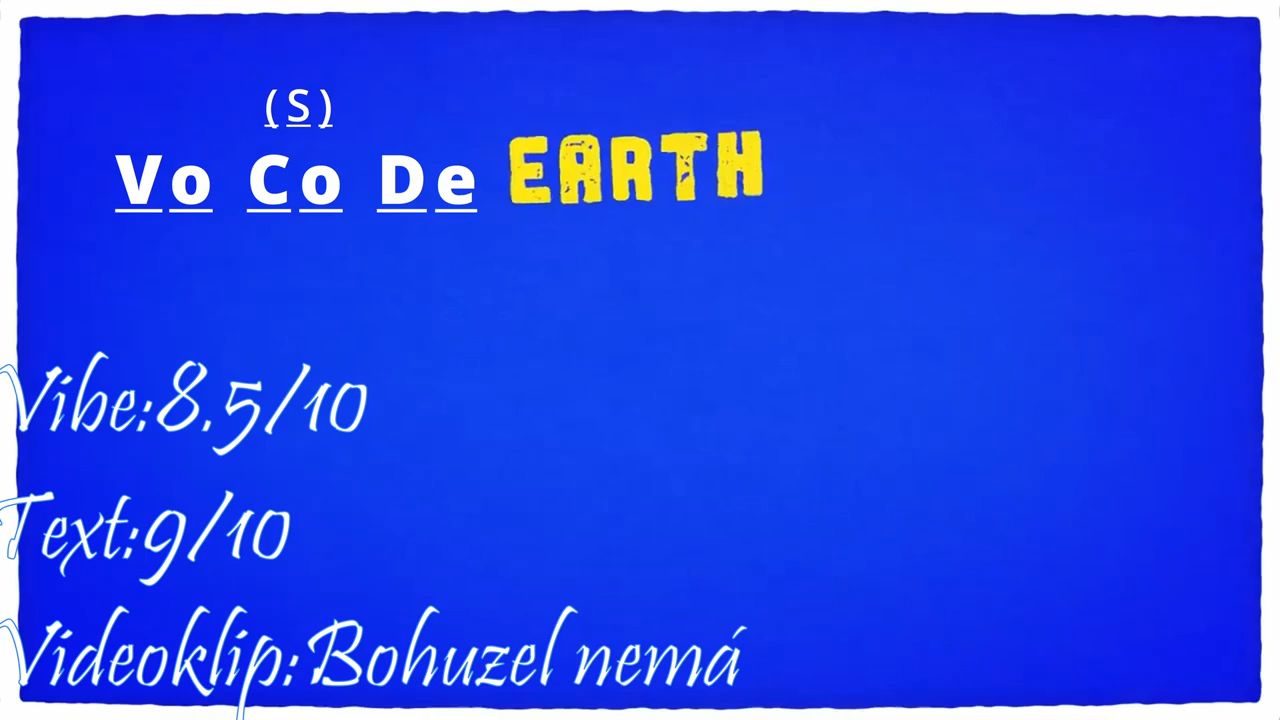 (S)
Vo Co De EARTH
Vibe:8.5/10
Text:9/10
Videoklip:Bohuzel nemá